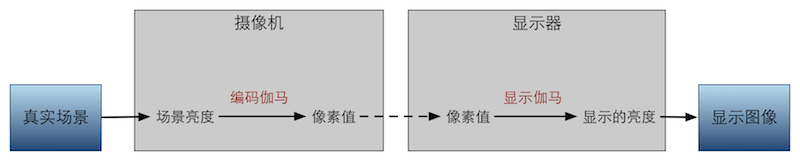 摄像机
显示器
编码伽马
显示伽马
真实场景
场景亮度
像素值
像素值
显示的亮度
显示图像